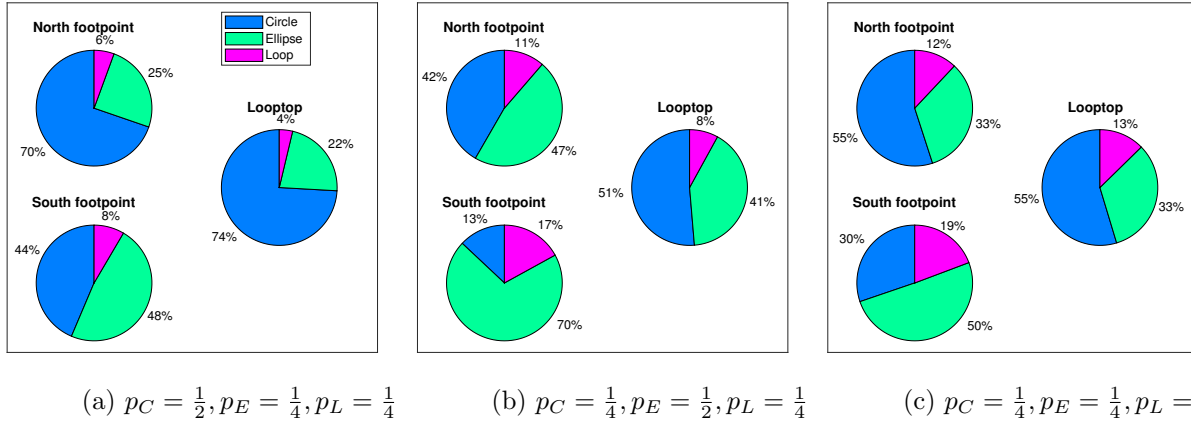 North footpoint
6%
25%
70%
Circle
Ellipse
Loop
Looptop
4%
22%
74%
South footpoint
8%
44%
48%
North footpoint
11%
42%
47%
Looptop
8%
51%
41%
South footpoint
13%
17%
70%
North footpoint
12%
55%
33%
Looptop
13%
55%
33%
South footpoint
30%
19%
50%
(a) p_C = 1/2, p_E = 1/4, p_L = 1/4
(b) p_C = 1/4, p_E = 1/2, p_L = 1/4
(c) p_C = 1/4, p_E = 1/4, p_L =